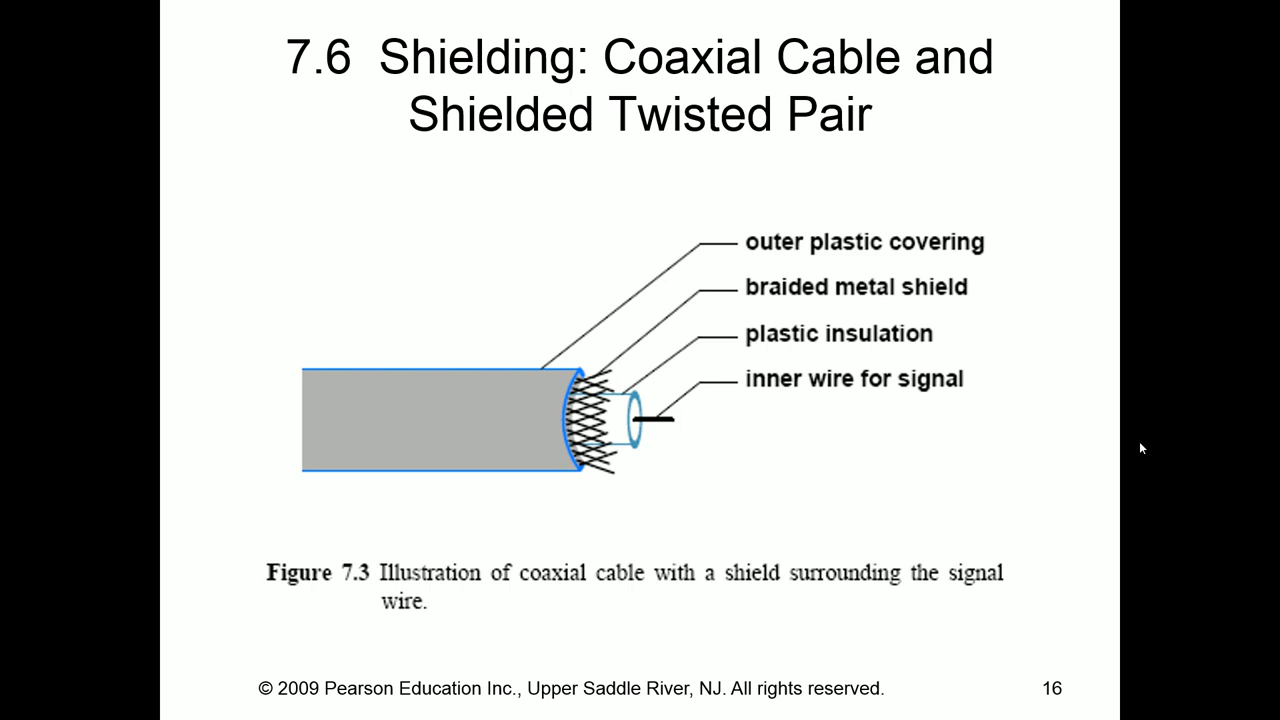 7.6 Shielding: Coaxial Cable and
Shielded Twisted Pair
outer plastic covering
braided metal shield
plastic insulation
inner wire for signal
Figure 7.3 Illustration of coaxial cable with a shield surrounding the signal
wire.
© 2009 Pearson Education Inc., Upper Saddle River, NJ. All rights reserved.
16